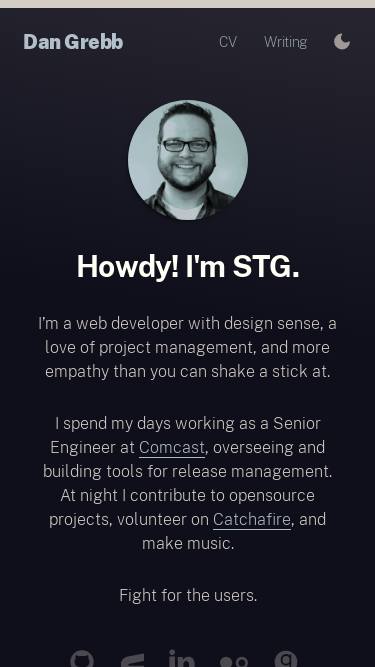 Dan Grebb
CV Writing
Howdy! I'm STG.
I'm a web developer with design sense, a
love of project management, and more
empathy than you can shake a stick at.
I spend my days working as a Senior
Engineer at Comcast, overseeing and
building tools for release management.
At night I contribute to opensource
projects, volunteer on Catchafire, and
make music.
Fight for the users.